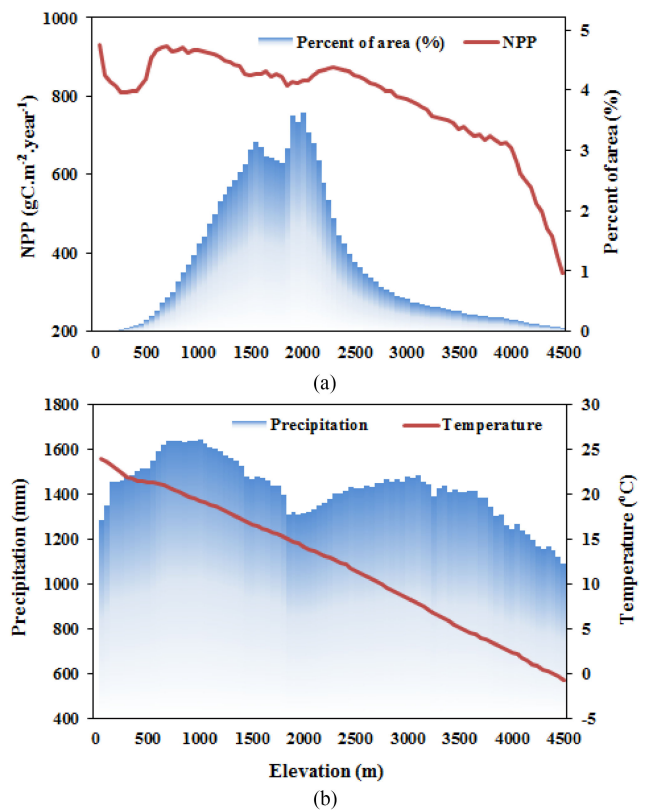 1000
800
600
400
200
NPP (gC.m-2.year-1)
Percent of area (%) NPP
5
4
3
2
1
0
Percent of area (%)
0 500 1000 1500 2000 2500 3000 3500 4000 4500
(a)
1800
1600
1400
1200
1000
800
600
400
Precipitation (mm)
Precipitation Temperature
30
25
20
15
10
5
0
-5
Temperature (°C)
0 500 1000 1500 2000 2500 3000 3500 4000 4500
Elevation (m)
(b)